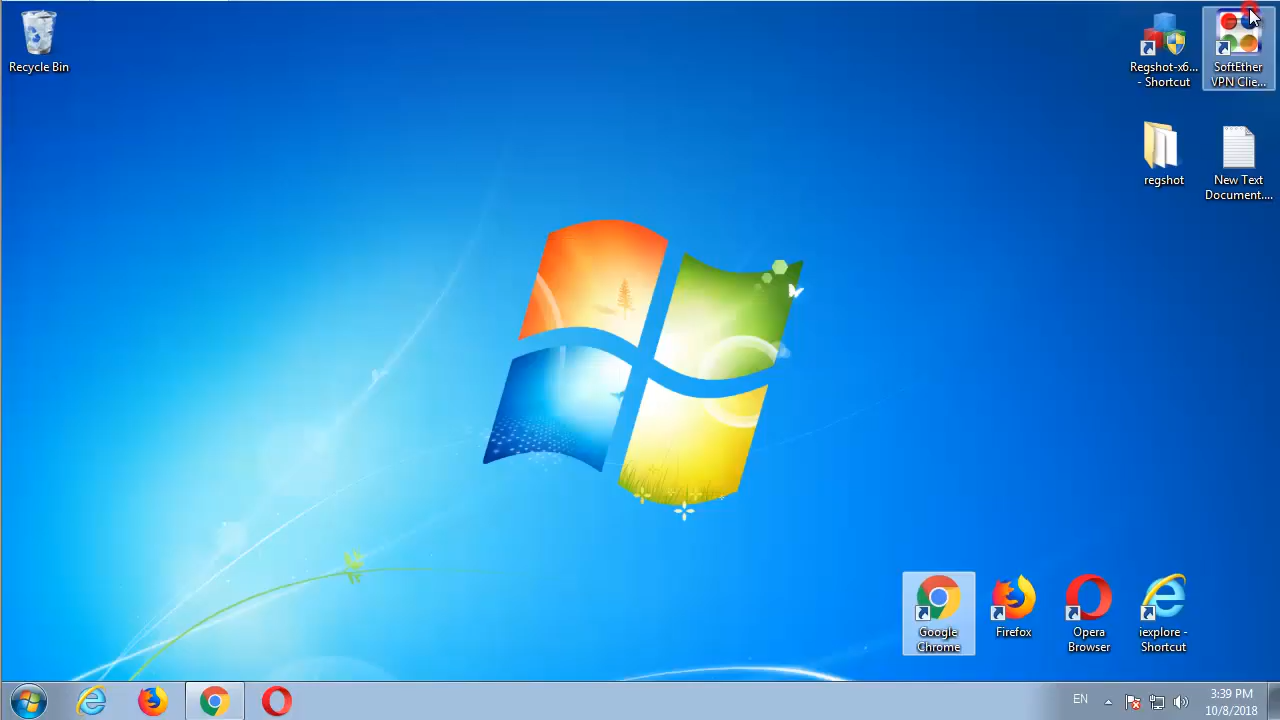 Recycle Bin
Regshot-x6...
- Shortcut
SoftEther
VPN Clie...
regshot
New Text
Document....
Google
Chrome
Firefox
Opera
Browser
iexplore -
Shortcut
EN
3:39 PM
10/8/2018